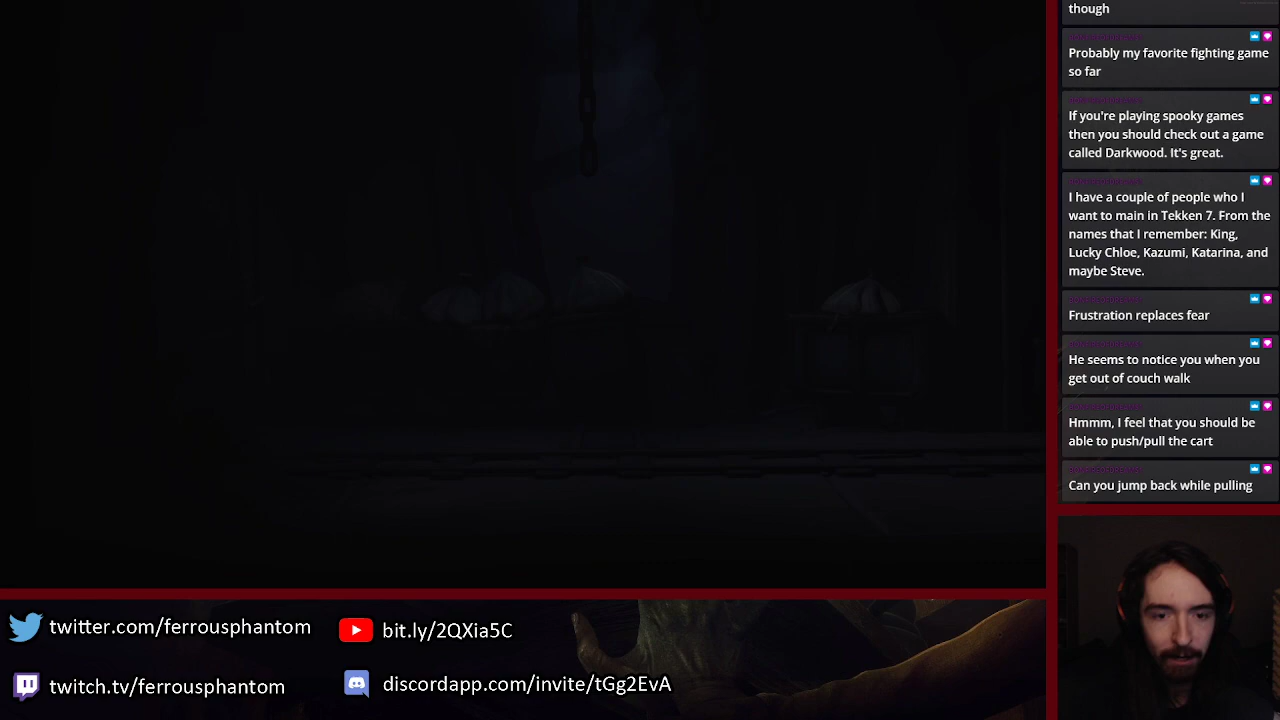 though
Probably my favorite fighting game
so far
If you're playing spooky games
then you should check out a game
called Darkwood. It's great.
I have a couple of people who I
want to main in Tekken 7. From the
names that I remember: King,
Lucky Chloe, Kazumi, Katarina, and
maybe Steve.
Frustration replaces fear
He seems to notice you when you
get out of couch walk
Hmmm, I feel that you should be
able to push/pull the cart
Can you jump back while pulling
twitter.com/ferrousphantom
bit.ly/2QXia5C
twitch.tv/ferrousphantom
discordapp.com/invite/tGg2EvA